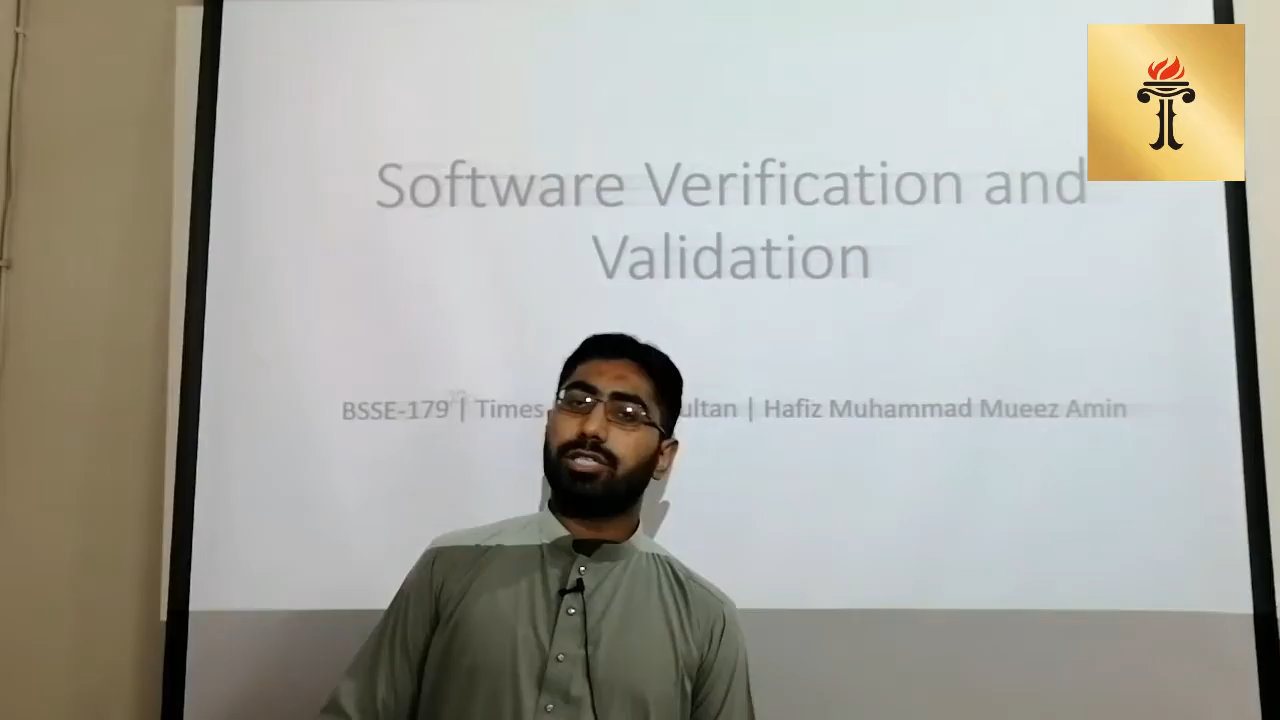 Software Verification and
Validation
BSSE-179 | Times ultan | Hafiz Muhammad Mueez Amin